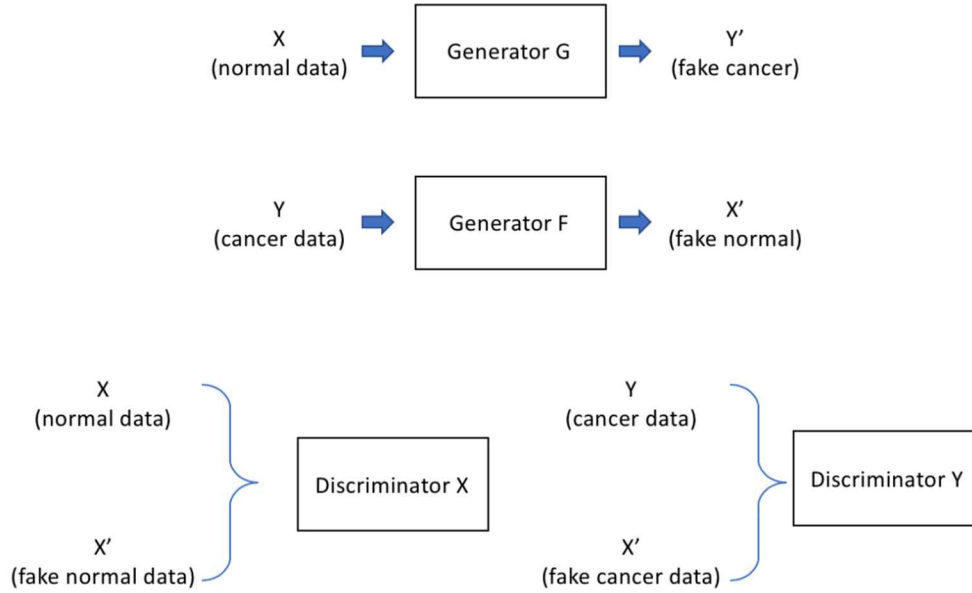 X
(normal data)
Generator G
Y’
(fake cancer)
Y
(cancer data)
Generator F
X’
(fake normal)
X
(normal data)
X’
(fake normal data)
Discriminator X
Y
(cancer data)
X’
(fake cancer data)
Discriminator Y